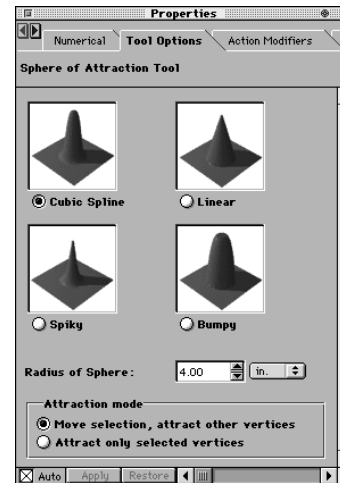 Properties
Numerical Tool Options Action Modifiers
Sphere of Attraction Tool
Cubic Spline Linear
Spiky Bumpy
Radius of Sphere: 4.00 in.
Attraction mode
Move selection, attract other vertices
Attract only selected vertices
Auto Apply Restore